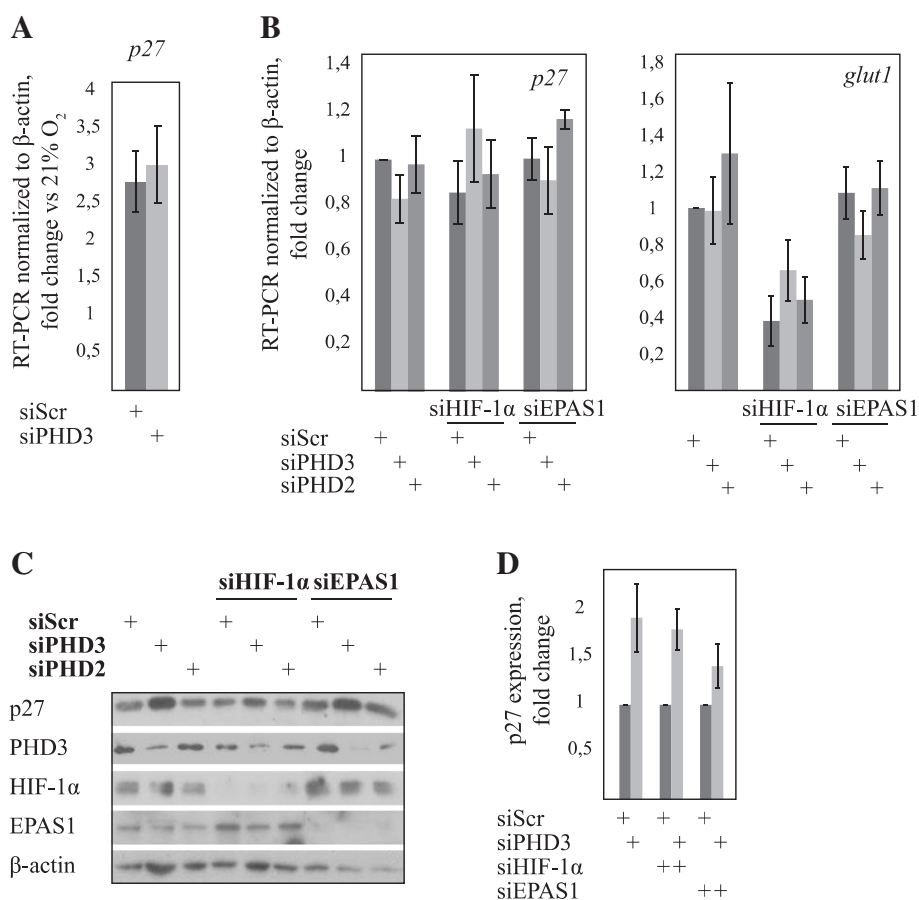 A
p27
RT-PCR normalized to β-actin,
fold change vs 21% O2
4
3,5
3
2,5
2
1,5
1
0,5
siScr +
siPHD3 +
B
RT-PCR normalized to β-actin,
fold change
p27
1,4
1,2
1
0,8
0,6
0,4
0,2
siHIF-1α siEPAS1
siScr + + +
siPHD3 + + +
siPHD2 + + +
glut1
1,8
1,6
1,4
1,2
1
0,8
0,6
0,4
0,2
siHIF-1α siEPAS1
+ + +
+ + +
+ + +
C
siHIF-1α siEPAS1
siScr + + +
siPHD3 + + +
siPHD2 + + +
p27
PHD3
HIF-1α
EPAS1
β-actin
D
p27 expression,
fold change
2
1,5
1
0,5
siScr + + +
siPHD3 + + +
siHIF-1α ++
siEPAS1 ++